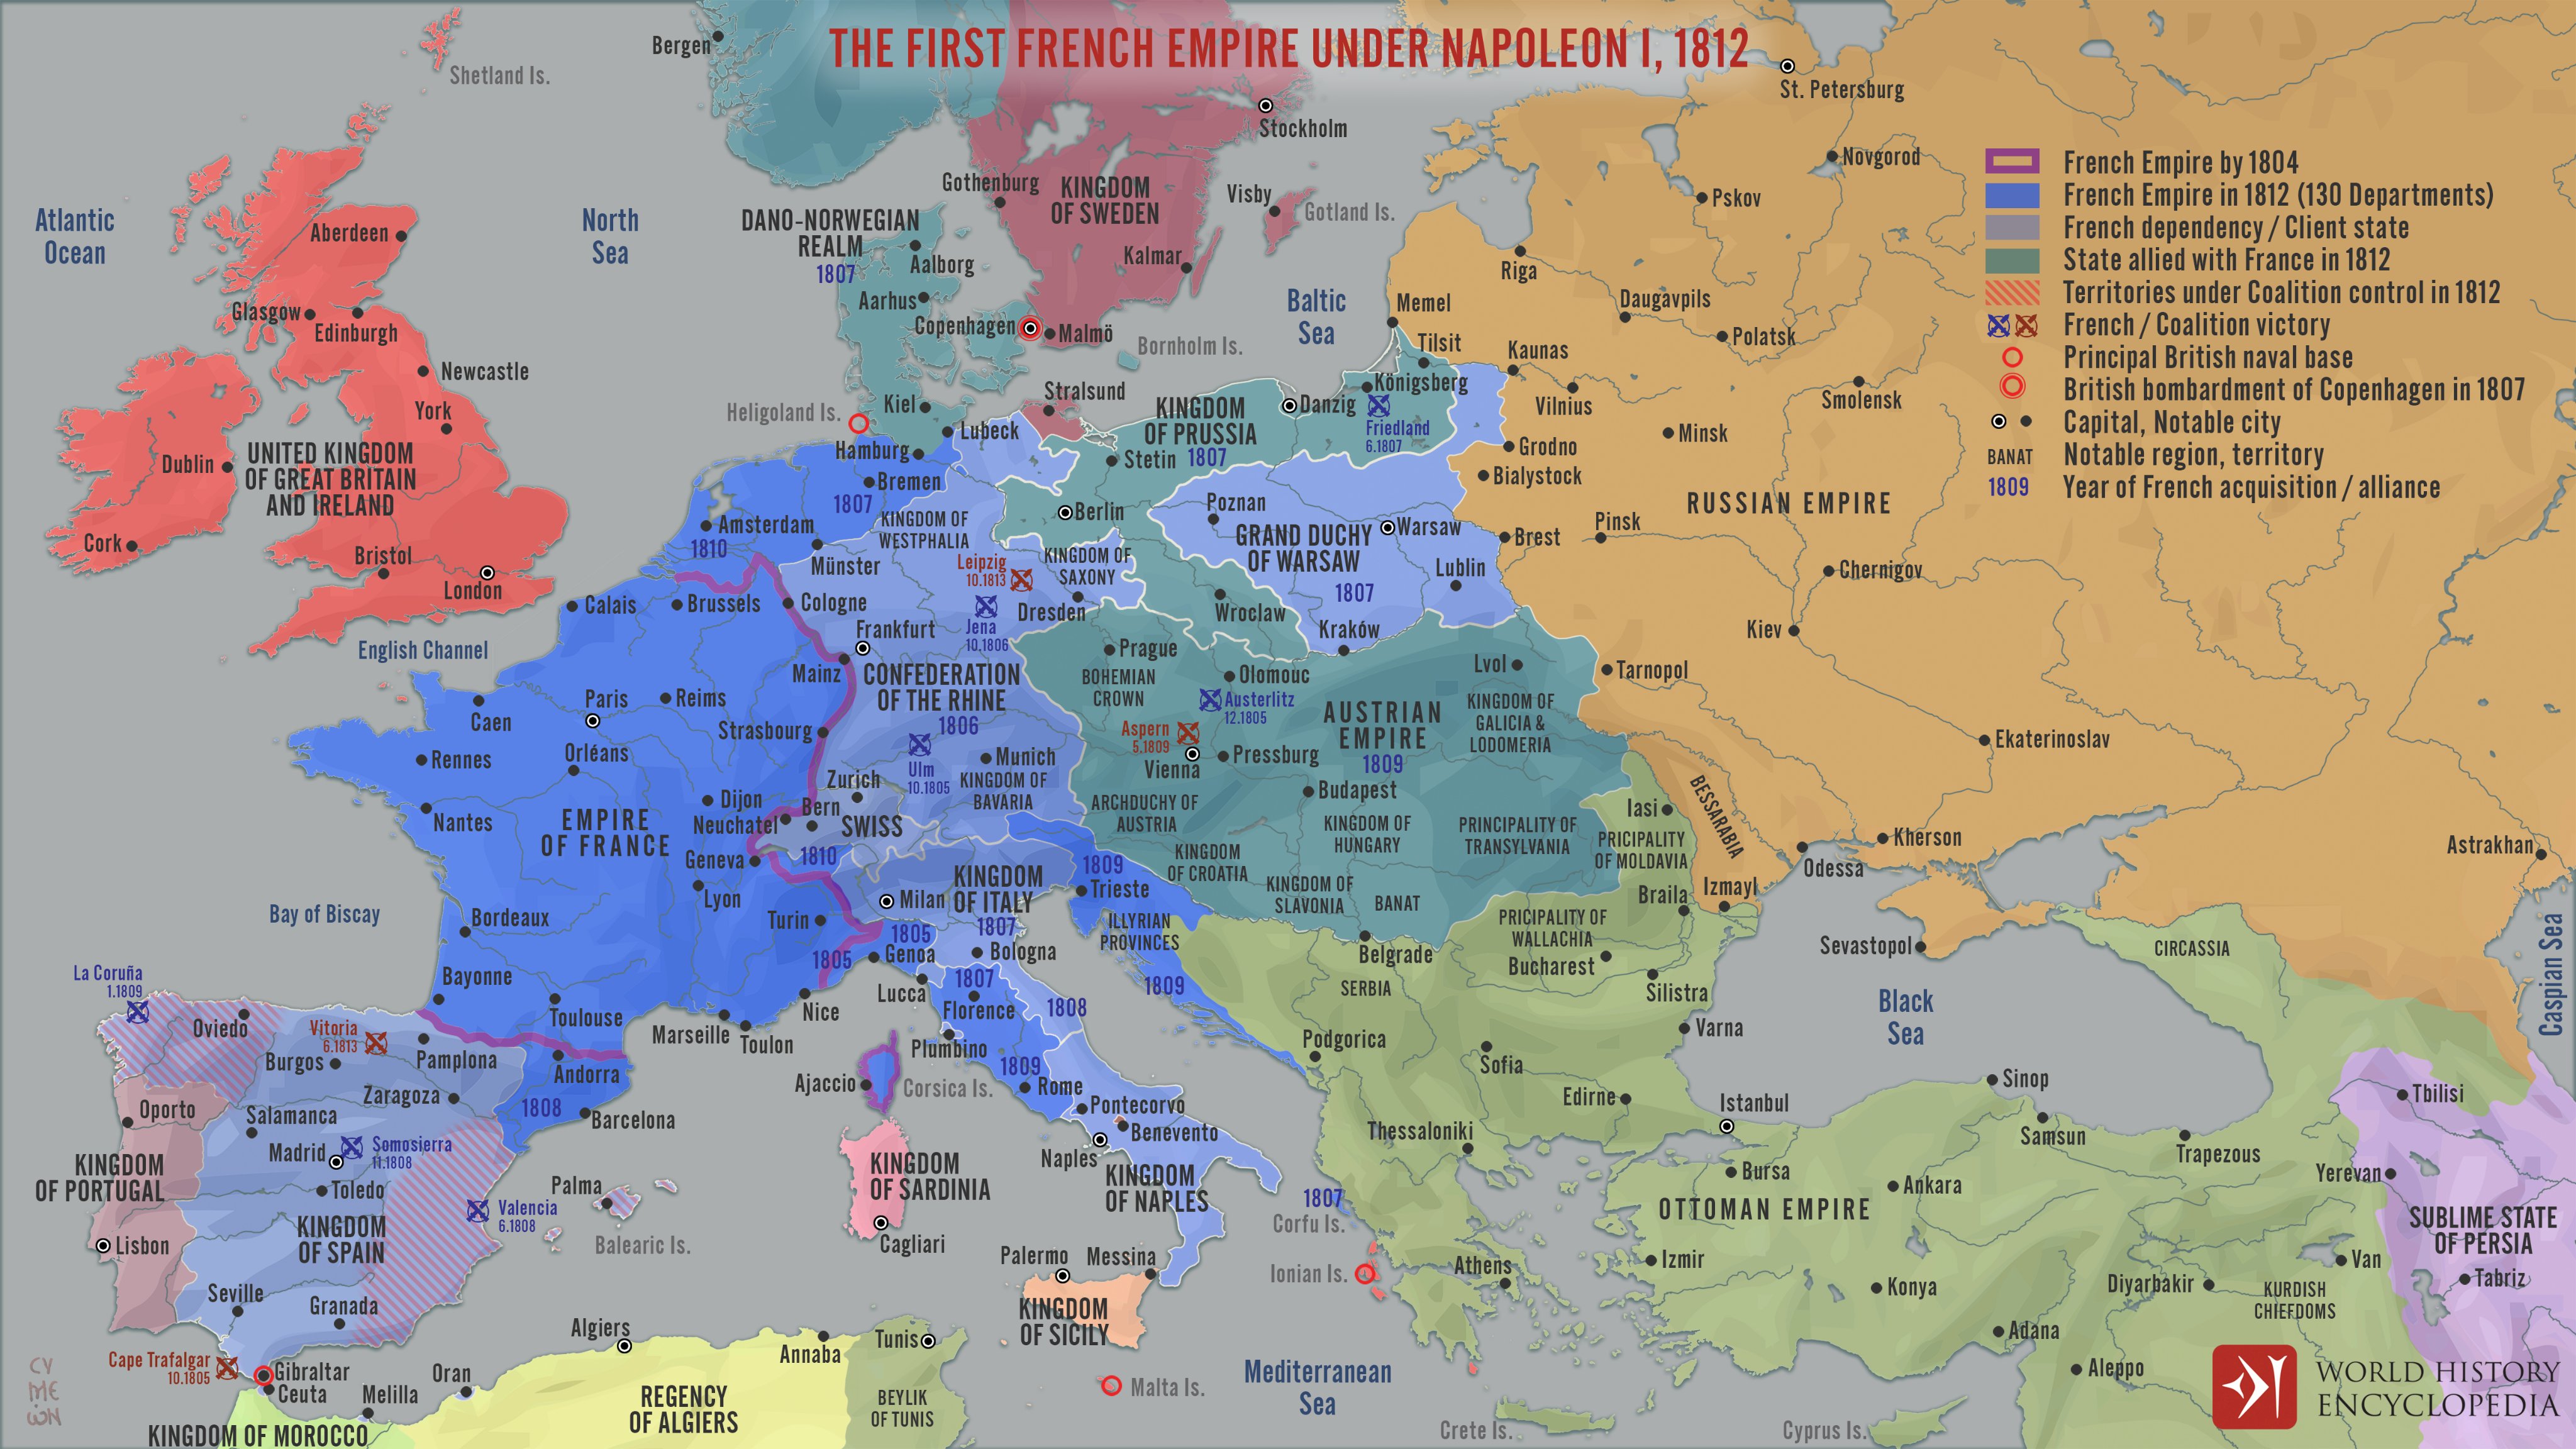 THE FIRST FRENCH EMPIRE UNDER NAPOLEON I, 1812
French Empire by 1804
French Empire in 1812 (130 Departments)
French dependency / Client state
State allied with France in 1812
Territories under Coalition control in 1812
French / Coalition victory
Principal British naval base
British bombardment of Copenhagen in 1807
Capital, Notable city
BANAT
Notable region, territory
1809
Year of French acquisition / alliance
Bergen
Shetland Is.
Stockholm
St. Petersburg
Novgorod
Pskov
Atlantic
Ocean
North
Sea
Gothenburg
KINGDOM
OF SWEDEN
Visby
Gotland Is.
Aberdeen
DANO-NORWEGIAN
REALM
1807
Aalborg
Kalmar
Riga
Aarhus
Baltic
Sea
Memel
Daugavpils
Glasgow
Edinburgh
Copenhagen
Malmö
Bornholm Is.
Tilsit
Kaunas
Polatsk
Newcastle
Königsberg
Vilnius
Smolensk
York
Heligoland Is.
Kiel
Stralsund
KINGDOM
OF PRUSSIA
1807
Danzig
Friedland
6.1807
Minsk
Lubeck
Hamburg
Stetin
Grodno
Bialystock
Dublin
UNITED KINGDOM
OF GREAT BRITAIN
AND IRELAND
Bremen
1807
KINGDOM OF
WESTPHALIA
Berlin
Poznan
GRAND DUCHY
OF WARSAW
1807
Warsaw
RUSSIAN EMPIRE
Amsterdam
1810
Brest
Pinsk
Cork
Bristol
London
Münster
Leipzig
10.1813
KINGDOM OF
SAXONY
Lublin
Chernigov
Calais
Brussels
Cologne
Jena
10.1806
Dresden
Wroclaw
Kraków
Kiev
English Channel
Frankfurt
Mainz
CONFEDERATION
OF THE RHINE
1806
Prague
BOHEMIAN
CROWN
Olomouc
Austerlitz
12.1805
Lvol
Tarnopol
Caen
Paris
Reims
Strasbourg
Aspern
5.1809
Vienna
Pressburg
AUSTRIAN
EMPIRE
1809
KINGDOM OF
GALICIA &
LODOMERIA
Ekaterinoslav
Rennes
Orléans
Ulm
10.1805
Munich
KINGDOM OF
BAVARIA
Budapest
BESSARABIA
Nantes
EMPIRE
OF FRANCE
Dijon
Neuchatel
Zurich
Bern
SWISS
1810
ARCHDUCHY OF
AUSTRIA
KINGDOM OF
HUNGARY
PRINCIPALITY OF
TRANSYLVANIA
Iasi
PRICIPALITY
OF MOLDAVIA
Kherson
Odessa
Astrakhan
Geneva
Lyon
Milan
KINGDOM
OF ITALY
1807
1809
Trieste
KINGDOM
OF CROATIA
KINGDOM OF
SLAVONIA
BANAT
Braila
Izmayl
Bay of Biscay
Bordeaux
Turin
1805
1805
Genoa
Bologna
ILLYRIAN
PROVINCES
1809
Belgrade
PRICIPALITY OF
WALLACHIA
Bucharest
Sevastopol
CIRCASSIA
Caspian Sea
La Coruña
1.1809
Bayonne
Toulouse
Marseille
Toulon
Nice
Lucca
1807
Florence
1808
SERBIA
Silistra
Varna
Black
Sea
Oviedo
Vitoria
6.1813
Burgos
Pamplona
Andorra
Plumbino
Podgorica
Sofia
Ajaccio
Corsica Is.
1809
Rome
Sinop
Tbilisi
Oporto
Salamanca
Zaragoza
1808
Barcelona
Pontecorvo
Benevento
Edirne
Istanbul
Samsun
Trapezous
Madrid
Somosierra
11.1808
Toledo
Naples
KINGDOM
OF NAPLES
Thessaloniki
Bursa
Ankara
Yerevan
KINGDOM
OF PORTUGAL
Lisbon
KINGDOM
OF SPAIN
Valencia
6.1808
Palma
Balearic Is.
KINGDOM
OF SARDINIA
Cagliari
1807
Corfu Is.
OTTOMAN EMPIRE
SUBLIME STATE
OF PERSIA
Palermo
Messina
Ionian Is.
Athens
Izmir
Konya
Van
Tabriz
Diyarbakir
KURDISH
CHIEFDOMS
Seville
Granada
KINGDOM
OF SICILY
Adana
Aleppo
Cape Trafalgar
10.1805
Gibraltar
Ceuta
Melilla
Oran
Algiers
Annaba
Tunis
BEYLIK
OF TUNIS
REGENCY
OF ALGIERS
KINGDOM OF MOROCCO
Malta Is.
Mediterranean
Sea
Crete Is.
Cyprus Is.
CY
ME
WN
WORLD HISTORY
ENCYCLOPEDIA